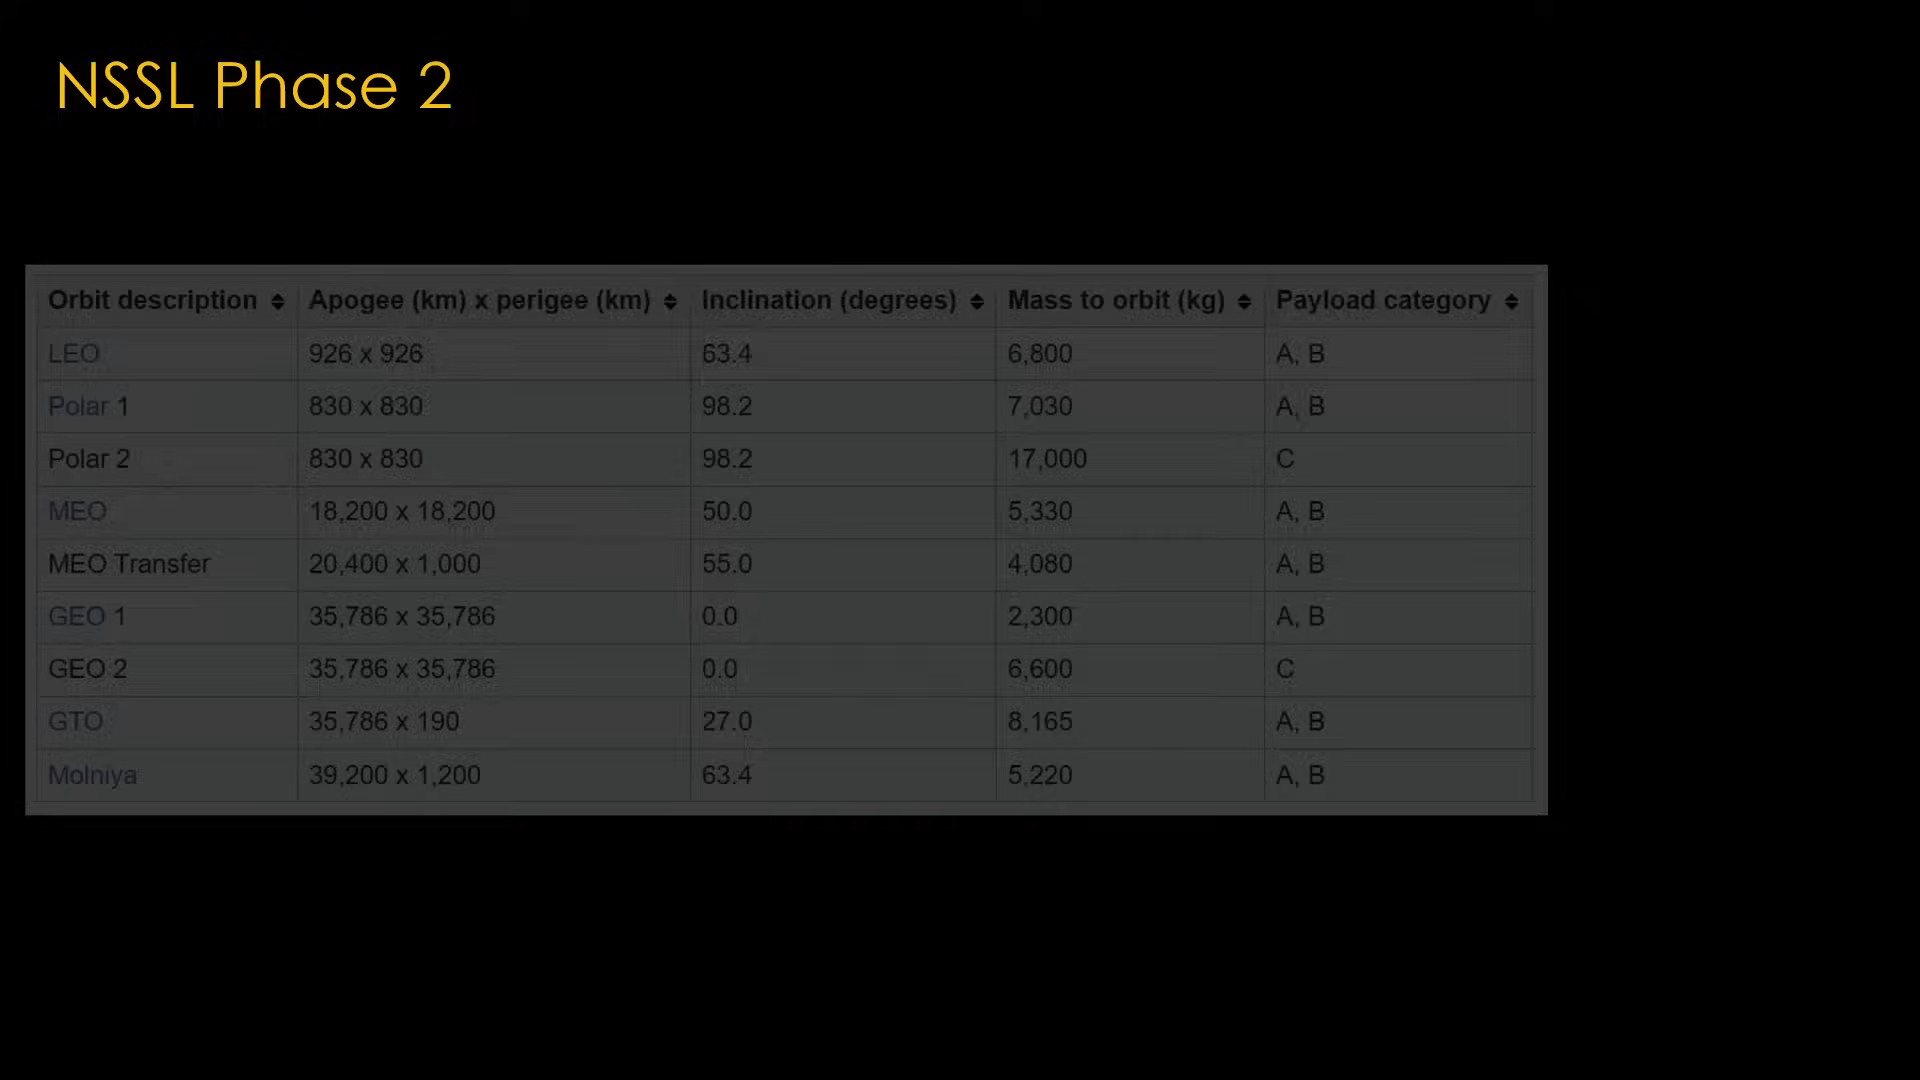 NSSL Phase 2
Orbit description Apogee (km) x perigee (km) Inclination (degrees) Mass to orbit (kg) Payload category
LEO 926 x 926 63.4 6,800 A, B
Polar 1 830 x 830 98.2 7,030 A, B
Polar 2 830 x 830 98.2 17,000 C
MEO 18,200 x 18,200 50.0 5,330 A, B
MEO Transfer 20,400 x 1,000 55.0 4,080 A, B
GEO 1 35,786 x 35,786 0.0 2,300 A, B
GEO 2 35,786 x 35,786 0.0 6,600 C
GTO 35,786 x 190 27.0 8,165 A, B
Molniya 39,200 x 1,200 63.4 5,220 A, B